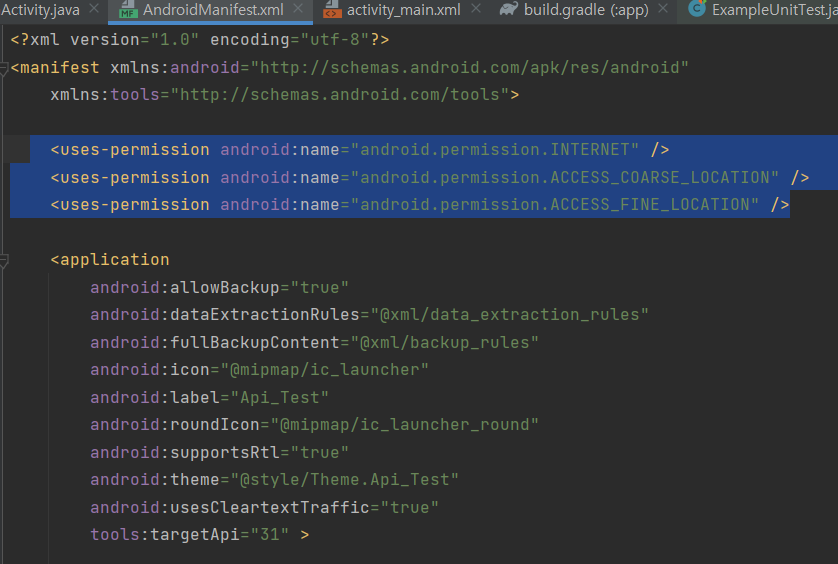 Activity.java AndroidManifest.xml activity_main.xml build.gradle (:app) ExampleUnitTest.ja
MF
<?xml version="1.0" encoding="utf-8"?>
<manifest xmlns:android="http://schemas.android.com/apk/res/android"
xmlns:tools="http://schemas.android.com/tools">
<uses-permission android:name="android.permission.INTERNET" />
<uses-permission android:name="android.permission.ACCESS_COARSE_LOCATION" />
<uses-permission android:name="android.permission.ACCESS_FINE_LOCATION" />
<application
android:allowBackup="true"
android:dataExtractionRules="@xml/data_extraction_rules"
android:fullBackupContent="@xml/backup_rules"
android:icon="@mipmap/ic_launcher"
android:label="Api_Test"
android:roundIcon="@mipmap/ic_launcher_round"
android:supportsRtl="true"
android:theme="@style/Theme.Api_Test"
android:usesCleartextTraffic="true"
tools:targetApi="31" >